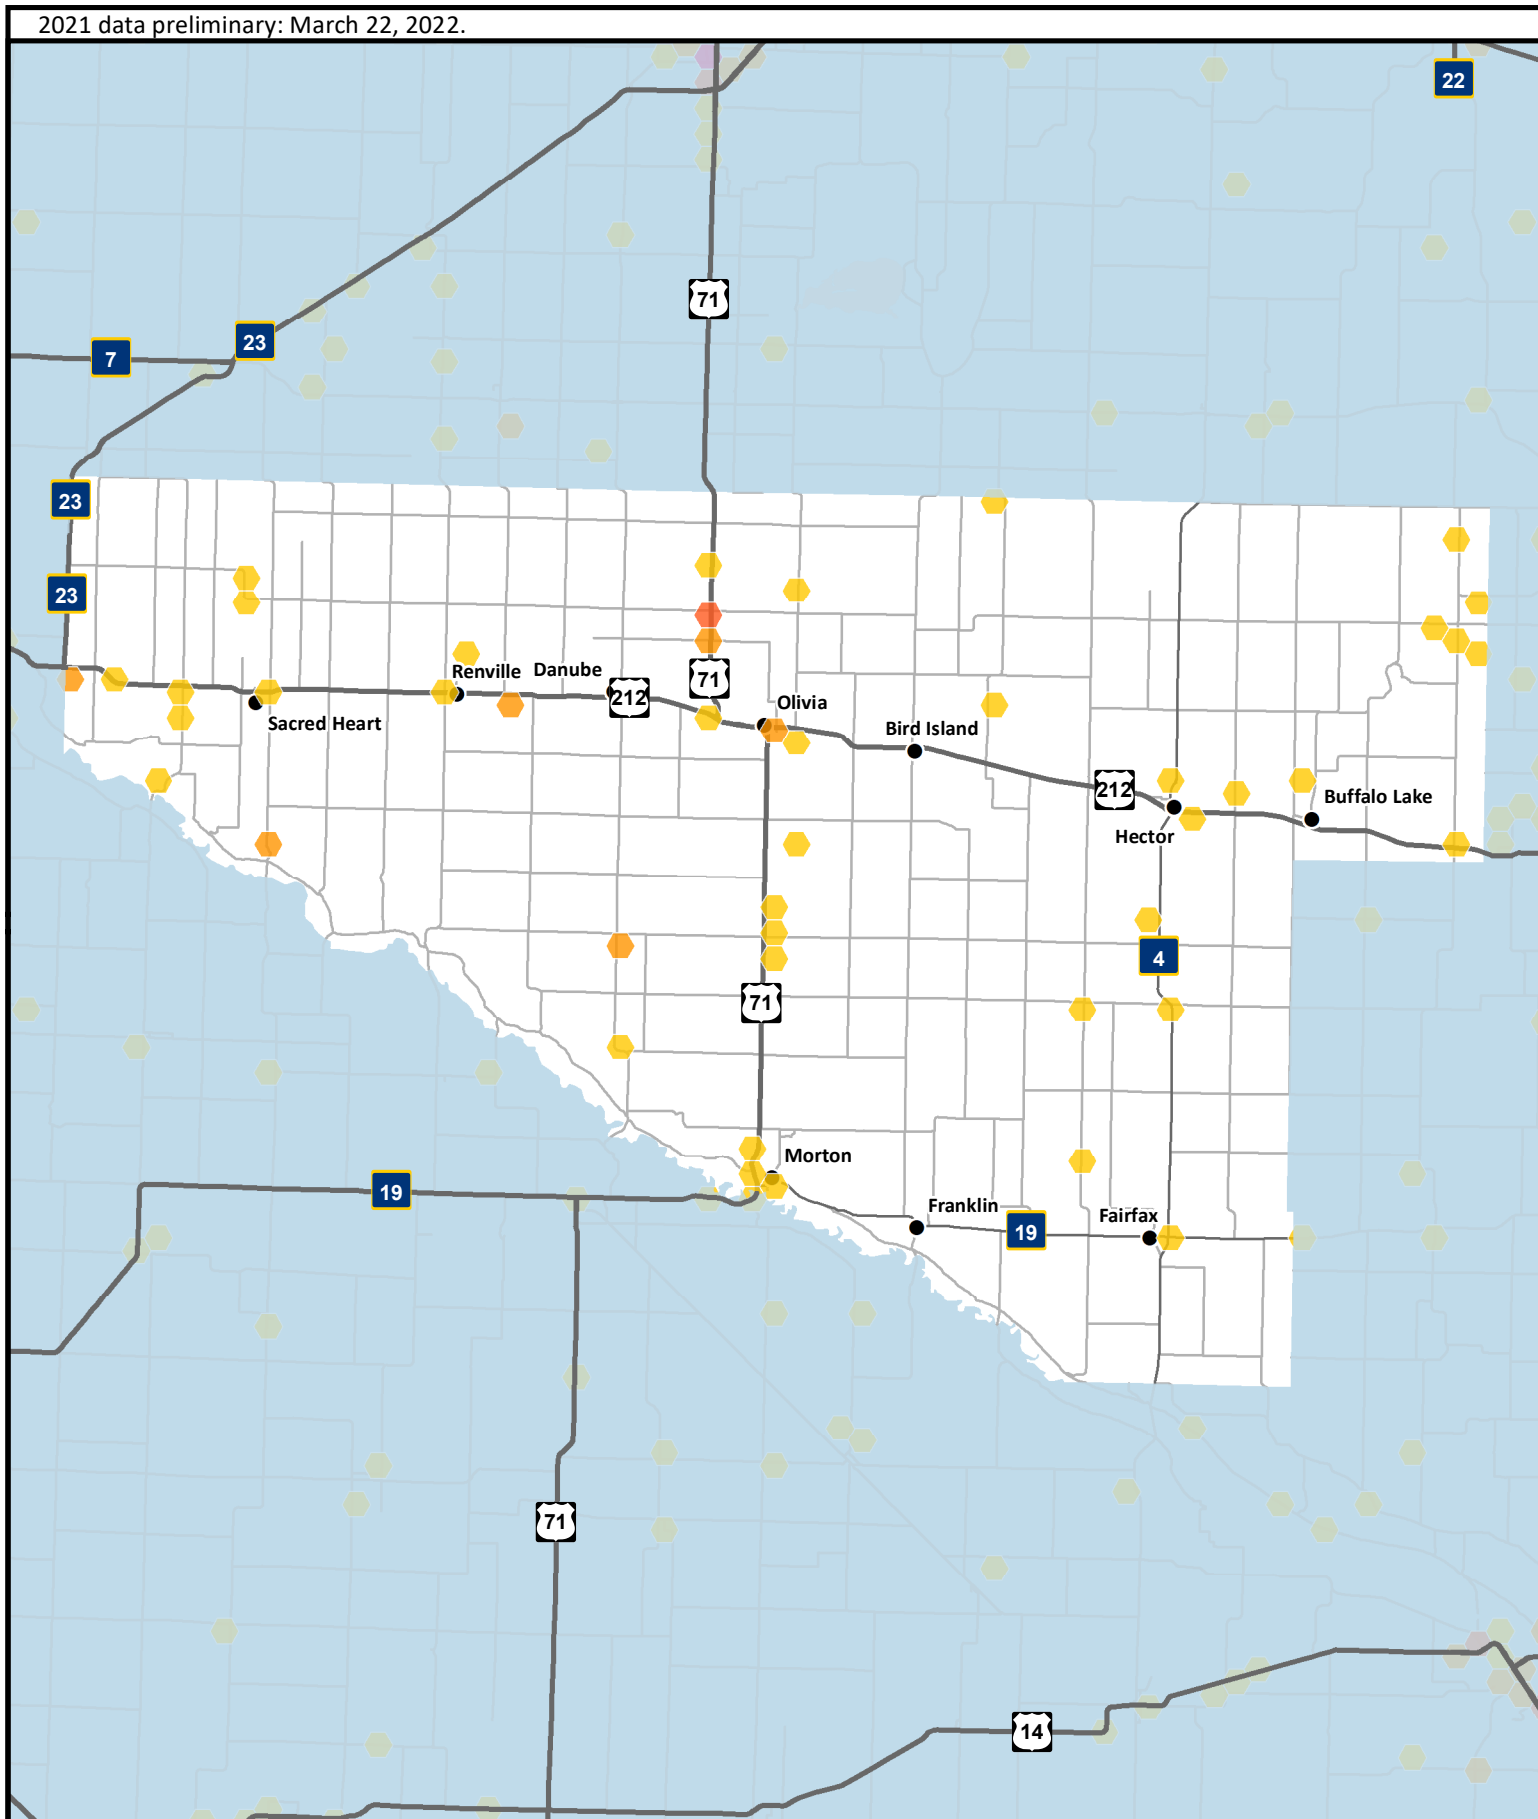 2021 data preliminary: March 22, 2022.
22
71
23
7
23
23
Renville
Danube
71
212
Olivia
Sacred Heart
Bird Island
212
Buffalo Lake
Hector
4
71
Morton
19
Franklin
19
Fairfax
71
14